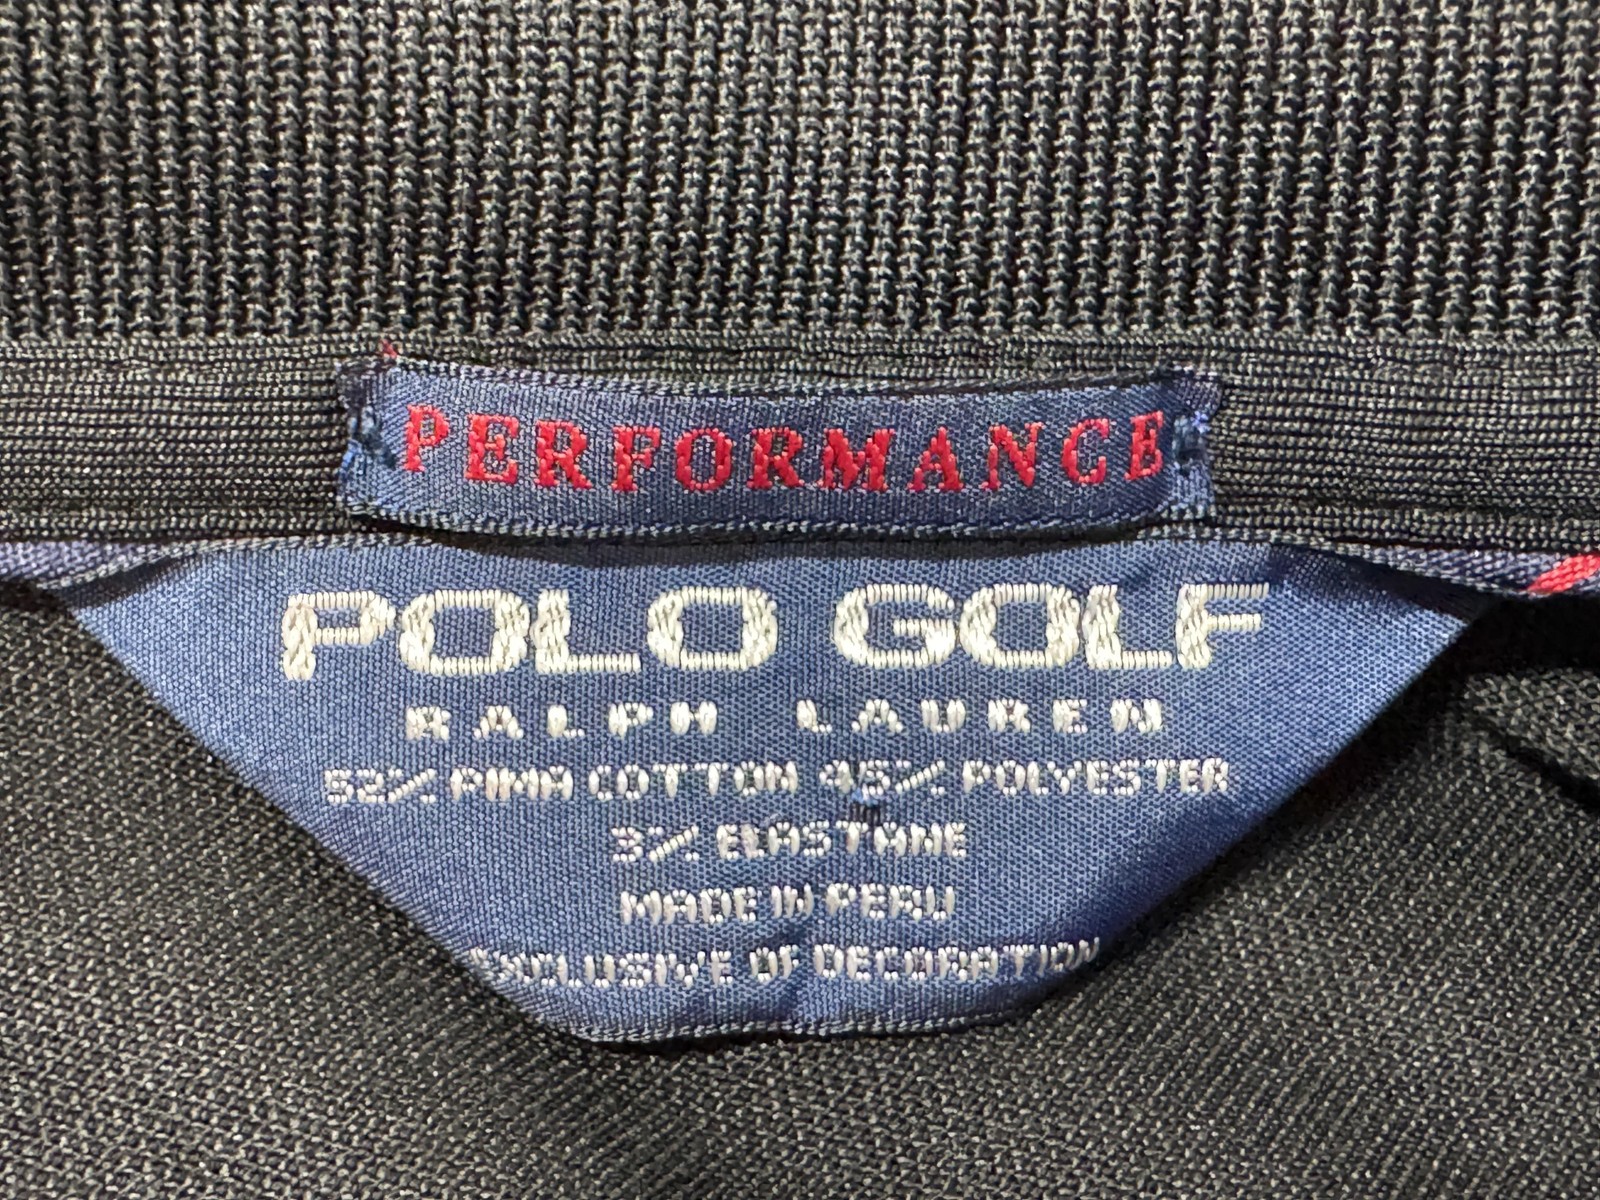 PERFORMANCE
POLO GOLF
RALPH LAUREN
52% PIMA COTTON 45% POLYESTER
3% ELASTANE
MADE IN PERU
EXCLUSIVE OF DECORATION